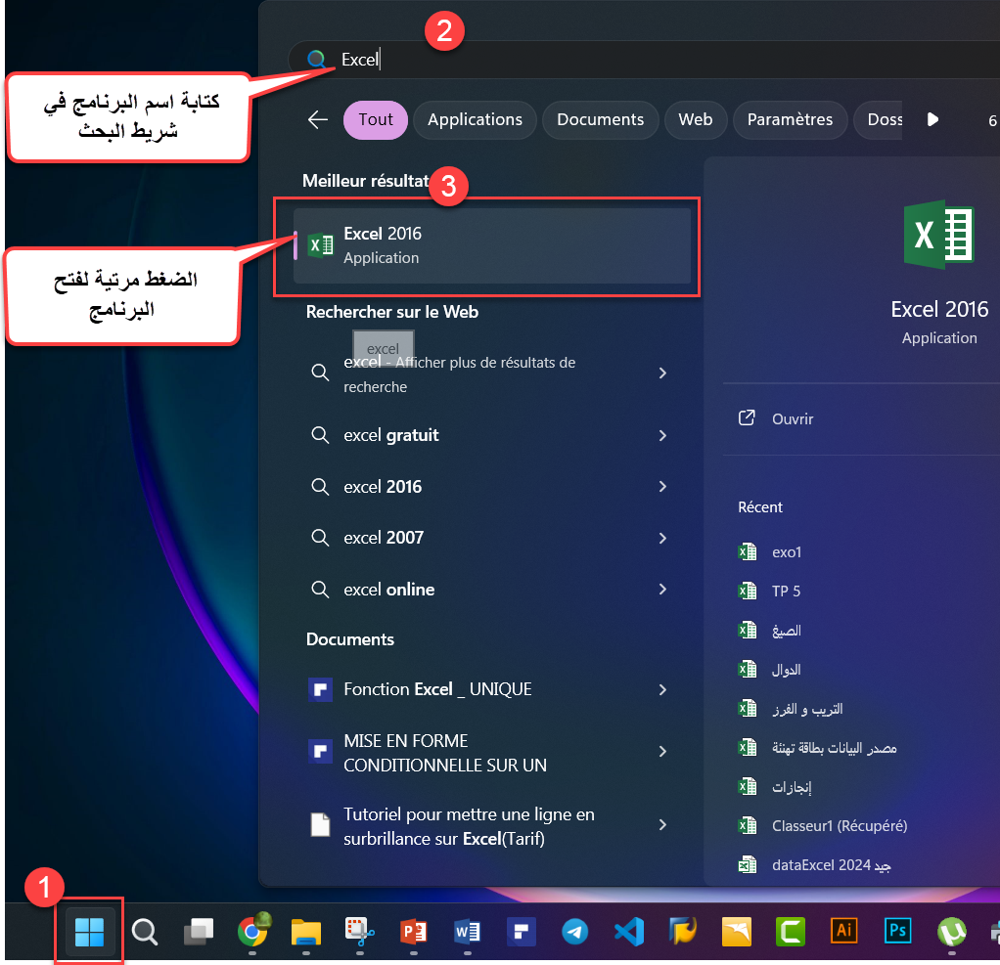 2
Excel
كتابة اسم البرنامج في
شريط البحث
Tout
Applications
Documents
Web
Paramètres
Doss
6
Meilleur résultat
3
Excel 2016
Application
الضغط مرتية لفتح
البرنامج
Rechercher sur le Web
excel
excel - Afficher plus de résultats de
recherche
excel gratuit
excel 2016
excel 2007
excel online
Documents
Fonction Excel _ UNIQUE
MISE EN FORME
CONDITIONNELLE SUR UN
Tutoriel pour mettre une ligne en
surbrillance sur Excel(Tarif)
Excel 2016
Application
Ouvrir
Récent
exo1
TP 5
الصيغ
الدوال
التريب و الفرز
مصدر البيانات بطاقة تهنئة
إنجازات
Classeur1 (Récupéré)
dataExcel 2024 جيد
1
Ai
Ps